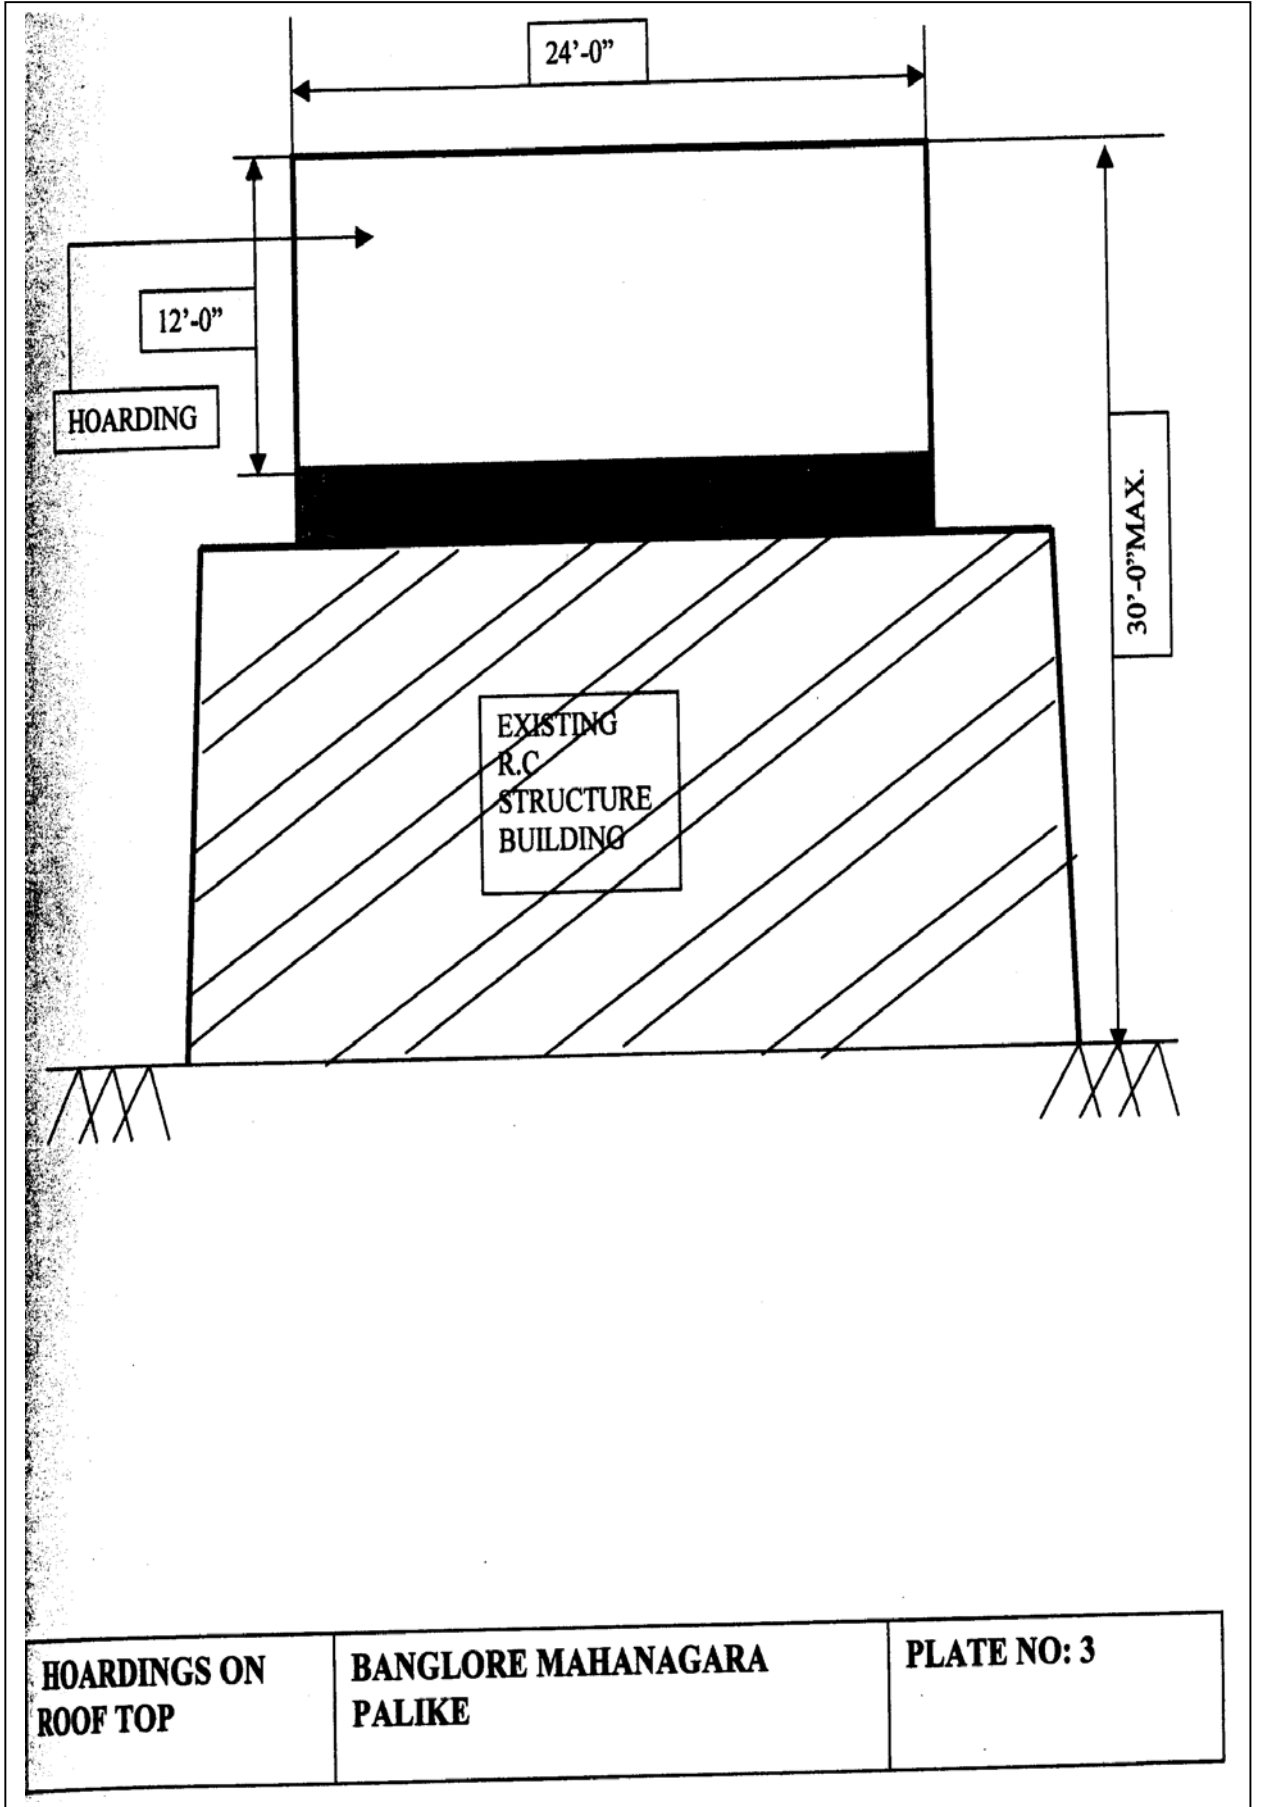 24’-0”
12’-0”
HOARDING
30’-0”MAX.
EXISTING
R.C
STRUCTURE
BUILDING
HOARDINGS ON
ROOF TOP
BANGLORE MAHANAGARA
PALIKE
PLATE NO: 3